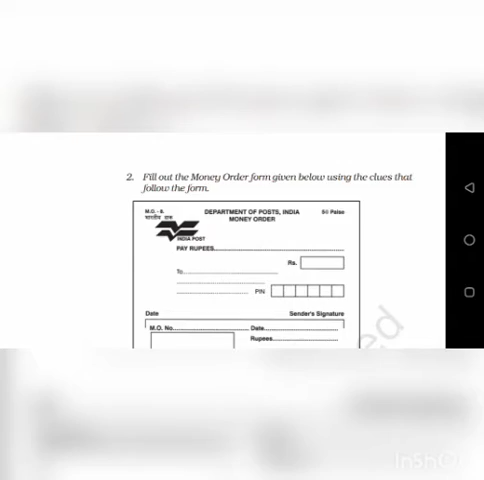 2. Fill out the Money Order form given below using the clues that
follow the form.
M.O. - 8.
भारतीय डाक
DEPARTMENT OF POSTS, INDIA
MONEY ORDER
50 Paise
INDIA POST
PAY RUPEES
Rs.
To
PIN
Date
Sender's Signature
M.O. No.
Date
Rupees
InShO